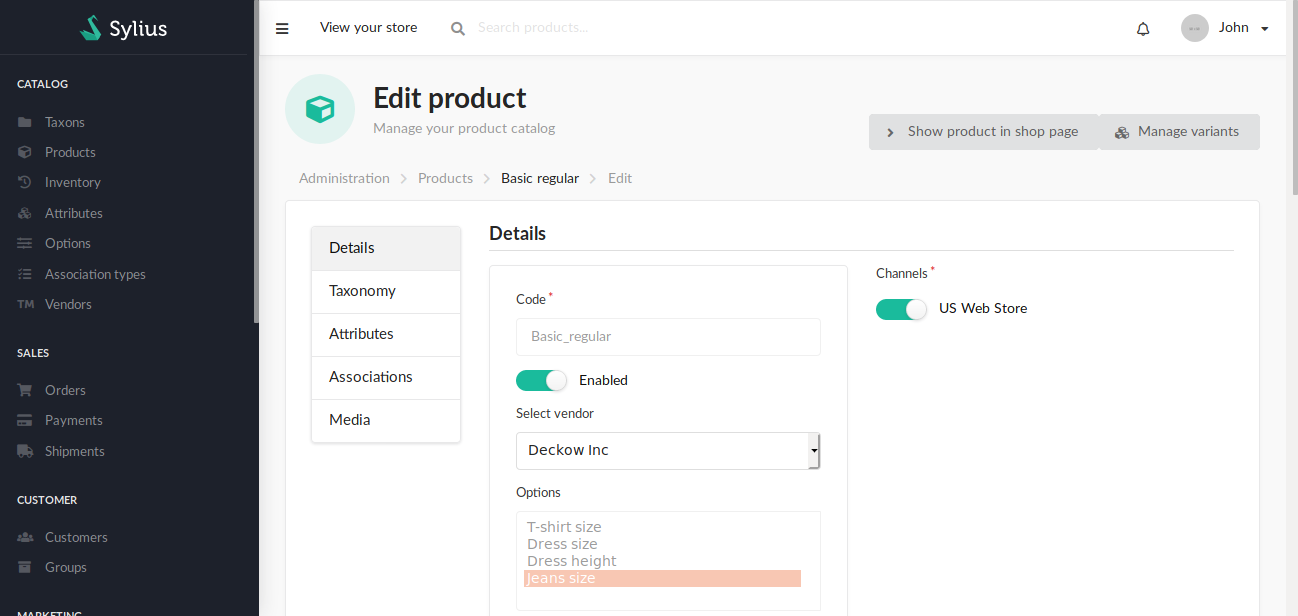 Sylius
View your store
Search products...
John
CATALOG
Taxons
Products
Inventory
Attributes
Options
Association types
TM Vendors
SALES
Orders
Payments
Shipments
CUSTOMER
Customers
Groups
MARKETING
Edit product
Manage your product catalog
Show product in shop page
Manage variants
Administration > Products > Basic regular > Edit
Details
Taxonomy
Attributes
Associations
Media
Details
Code *
Basic_regular
Enabled
Select vendor
Deckow Inc
Options
T-shirt size
Dress size
Dress height
Jeans size
Channels *
US Web Store